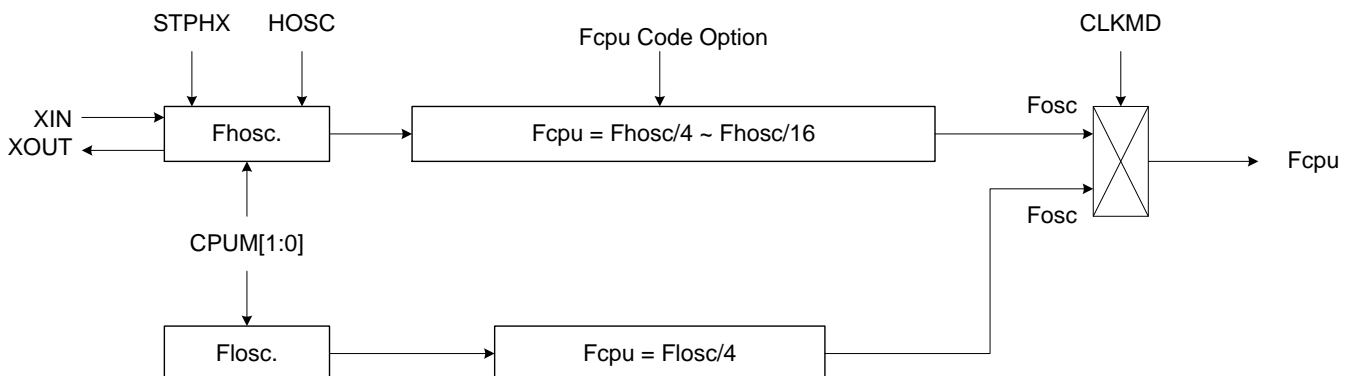 STPHX
HOSC
Fcpu Code Option
CLKMD
XIN
XOUT
Fhosc.
Fcpu = Fhosc/4 ~ Fhosc/16
Fosc
Fcpu
Fosc
CPUM[1:0]
Flosc.
Fcpu = Flosc/4